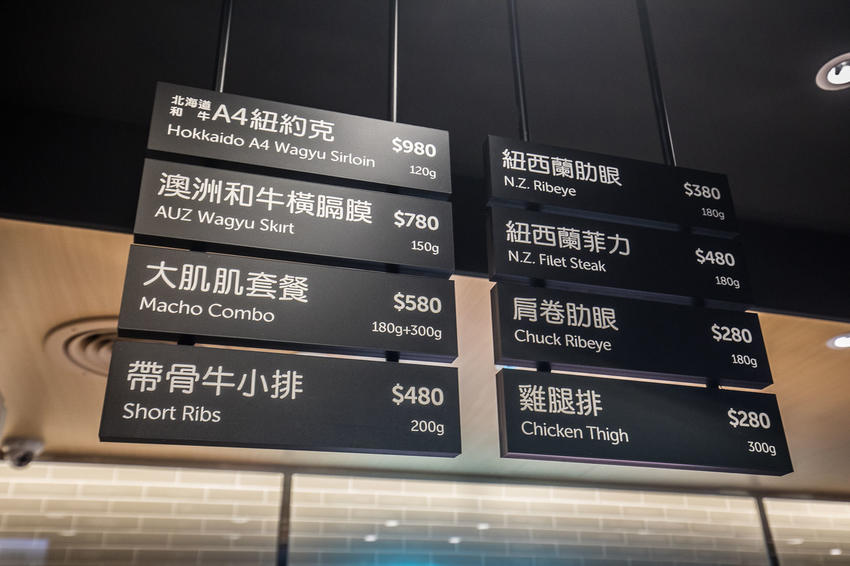 北海道
和牛 A4紐約克 $980
Hokkaido A4 Wagyu Sirloin 120g
澳洲和牛橫膈膜 $780
AUZ Wagyu Skirt 150g
大肌肌套餐 $580
Macho Combo 180g+300g
帶骨牛小排 $480
Short Ribs 200g
紐西蘭肋眼 $380
N.Z. Ribeye 180g
紐西蘭菲力 $480
N.Z. Filet Steak 180g
肩卷肋眼 $280
Chuck Ribeye 180g
雞腿排 $280
Chicken Thigh 300g